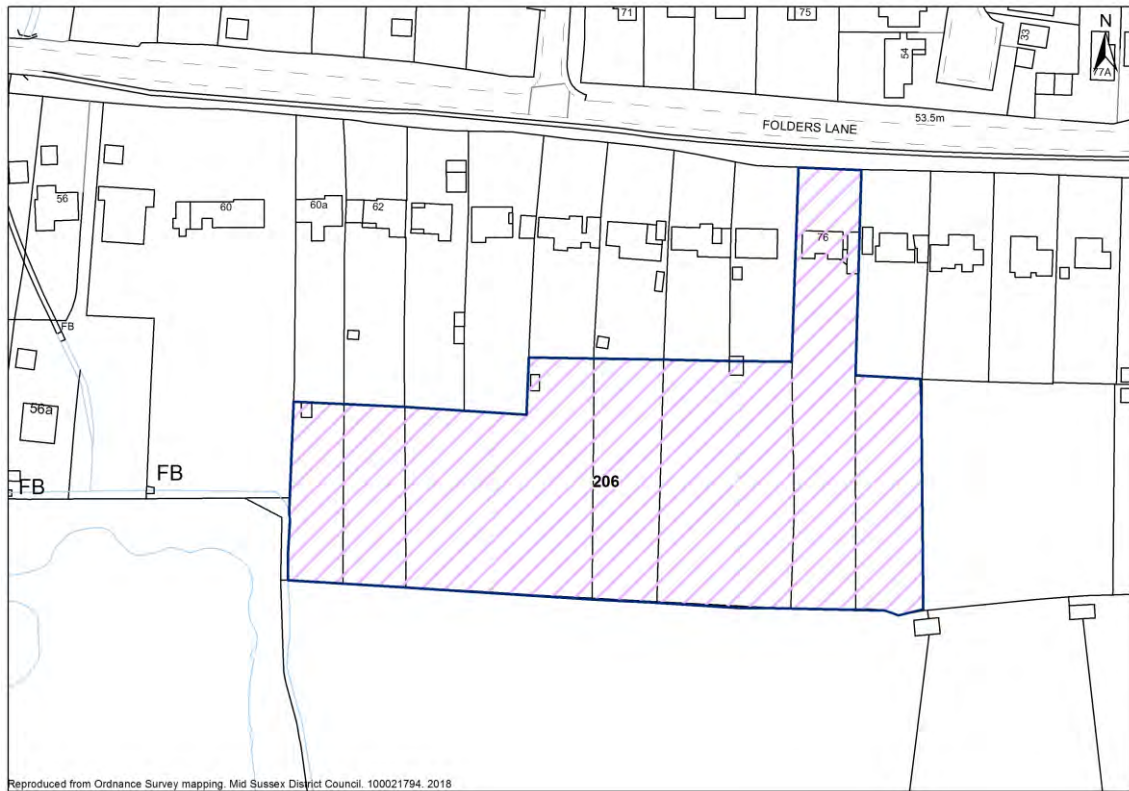 71
75
54
33
N
77A
FOLDERS LANE
53.5m
56
60
60a
62
76
FB
56a
FB
FB
206
Reproduced from Ordnance Survey mapping. Mid Sussex District Council. 100021794. 2018